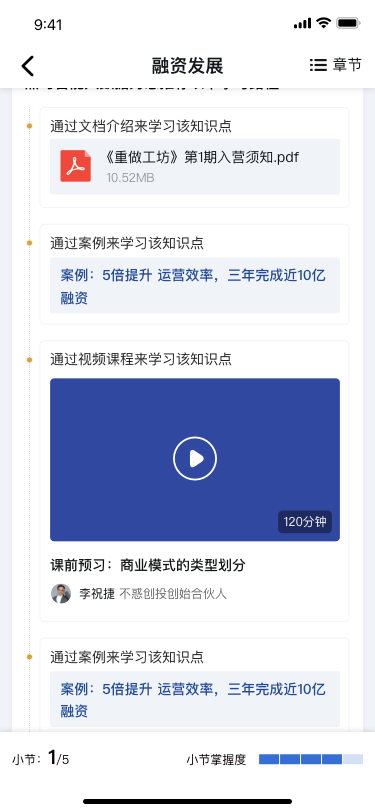 9:41
融资发展
章节
通过文档介绍来学习该知识点
《重做工坊》第1期入营须知.pdf
10.52MB
通过案例来学习该知识点
案例：5倍提升 运营效率，三年完成近10亿
融资
通过视频课程来学习该知识点
120分钟
课前预习：商业模式的类型划分
李祝捷 不惑创投创始合伙人
通过案例来学习该知识点
案例：5倍提升 运营效率，三年完成近10亿
融资
小节：1/5
小节掌握度